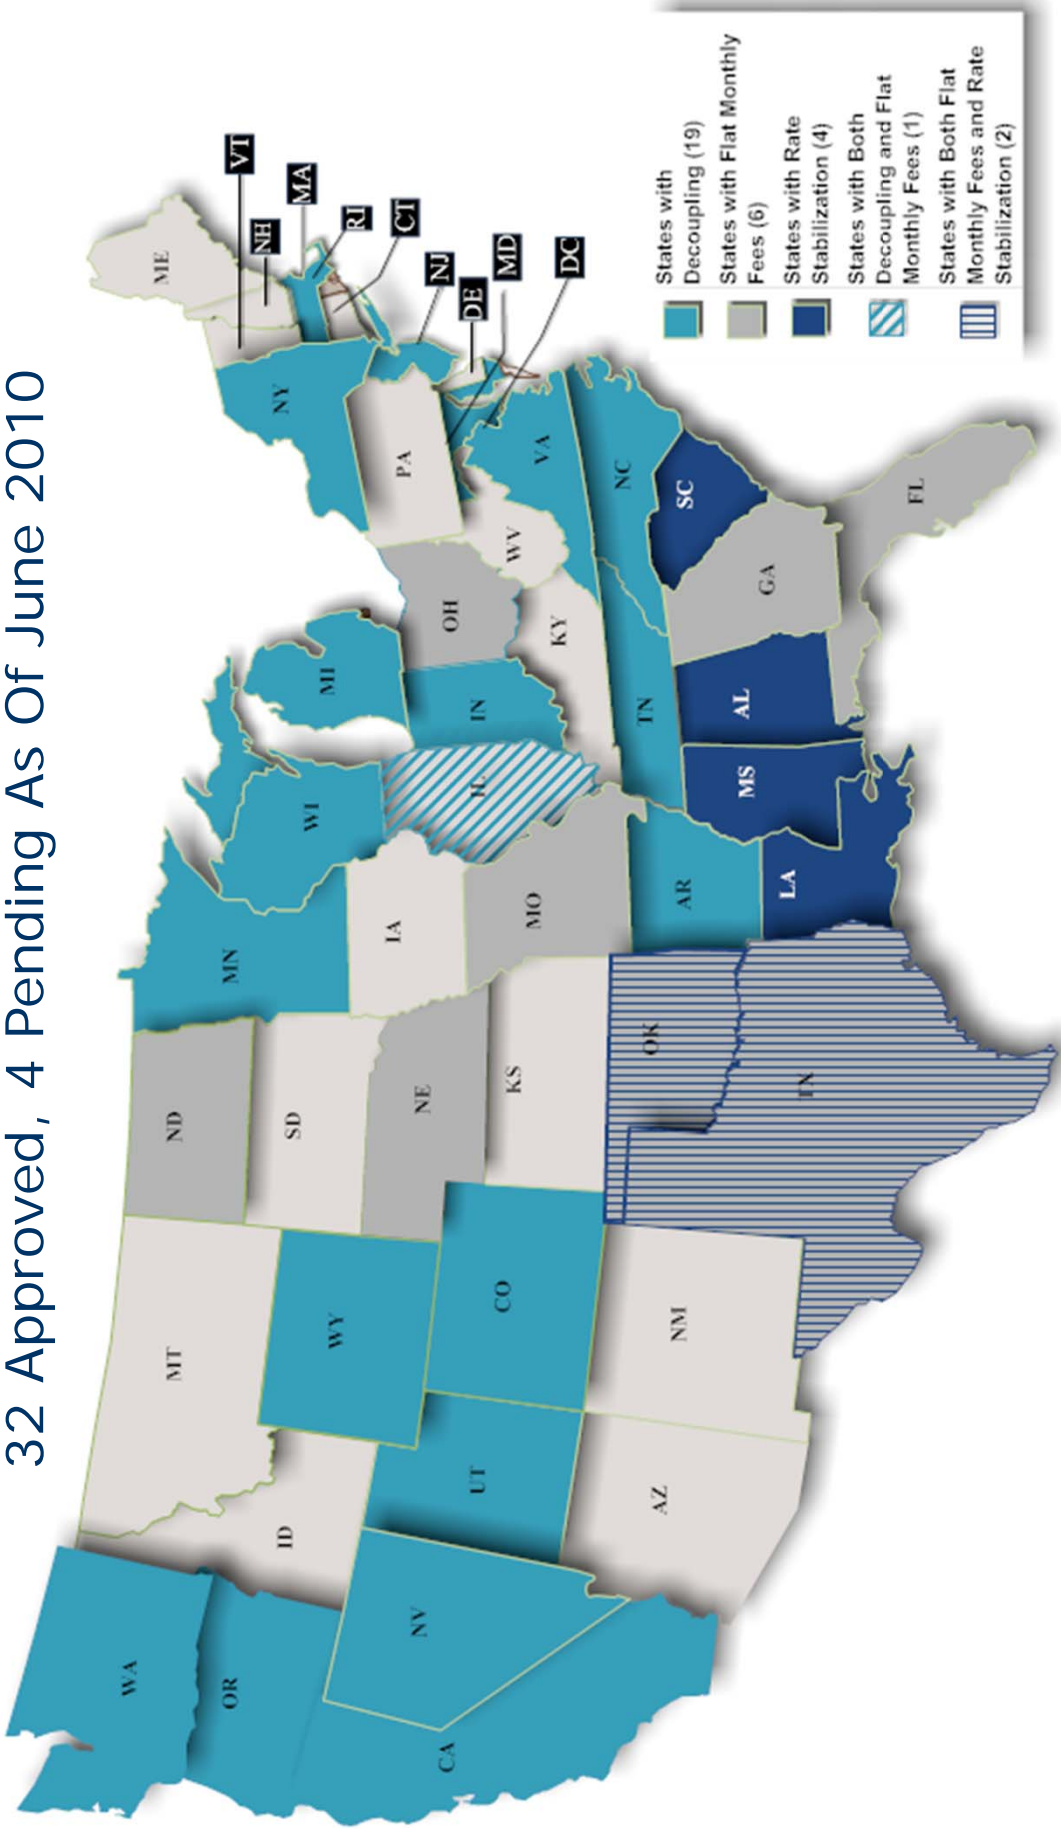 32 Approved, 4 Pending As Of June 2010
WA
OR
CA
NV
ID
MT
WY
UT
CO
AZ
NM
ND
SD
NE
KS
OK
TX
MN
IA
MO
AR
LA
WI
IL
MI
IN
OH
KY
TN
MS
AL
GA
FL
SC
NC
VA
WV
PA
NY
ME
VT
NH
MA
RI
CT
NJ
DE
MD
DC
States with
Decoupling (19)
States with Flat Monthly
Fees (6)
States with Rate
Stabilization (4)
States with Both
Decoupling and Flat
Monthly Fees (1)
States with Both Flat
Monthly Fees and Rate
Stabilization (2)